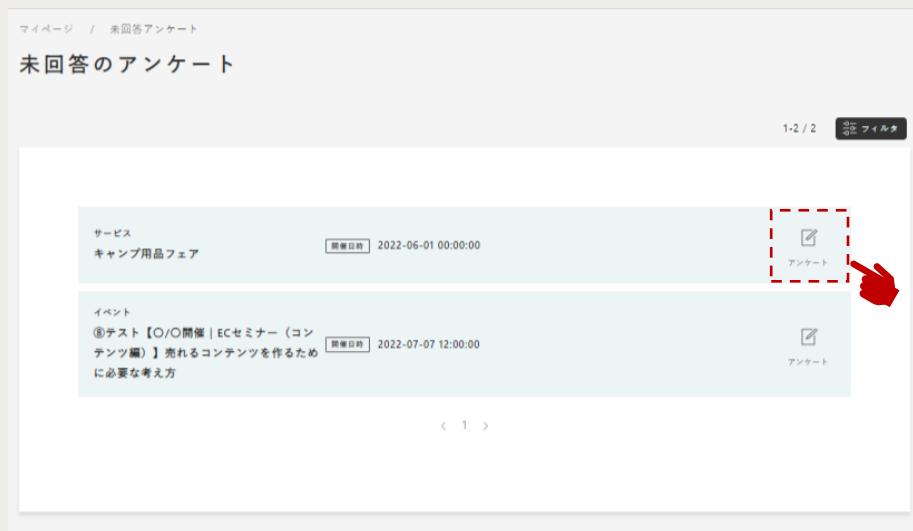 マイページ / 未回答アンケート
未回答のアンケート
1-2 / 2 フィルタ
サービス
キャンプ用品フェア
開催日時 2022-06-01 00:00:00
アンケート
イベント
⑧テスト【〇/〇開催｜ECセミナー（コン
テンツ編）】売れるコンテンツを作るため
に必要な考え方
開催日時 2022-07-07 12:00:00
アンケート
< 1 >